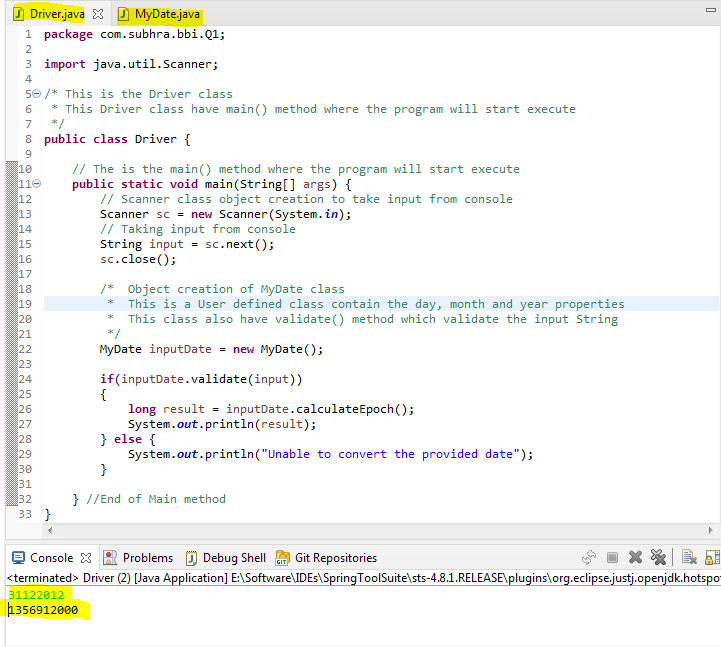 Driver.java MyDate.java
1 package com.subhra.bbi.Q1;
2
3 import java.util.Scanner;
4
5 /* This is the Driver class
6  * This Driver class have main() method where the program will start execute
7  */
8 public class Driver {
9
10     // The is the main() method where the program will start execute
11     public static void main(String[] args) {
12         // Scanner class object creation to take input from console
13         Scanner sc = new Scanner(System.in);
14         // Taking input from console
15         String input = sc.next();
16         sc.close();
17
18         /*  Object creation of MyDate class
19          *  This is a User defined class contain the day, month and year properties
20          *  This class also have validate() method which validate the input String
21          */
22         MyDate inputDate = new MyDate();
23
24         if(inputDate.validate(input))
25         {
26             long result = inputDate.calculateEpoch();
27             System.out.println(result);
28         } else {
29             System.out.println("Unable to convert the provided date");
30         }
31
32     } //End of Main method
33 }
Console Problems Debug Shell Git Repositories
<terminated> Driver (2) [Java Application] E:\Software\IDEs\SpringToolSuite\sts-4.8.1.RELEASE\plugins\org.eclipse.justj.openjdk.hotspo
31122012
1356912000